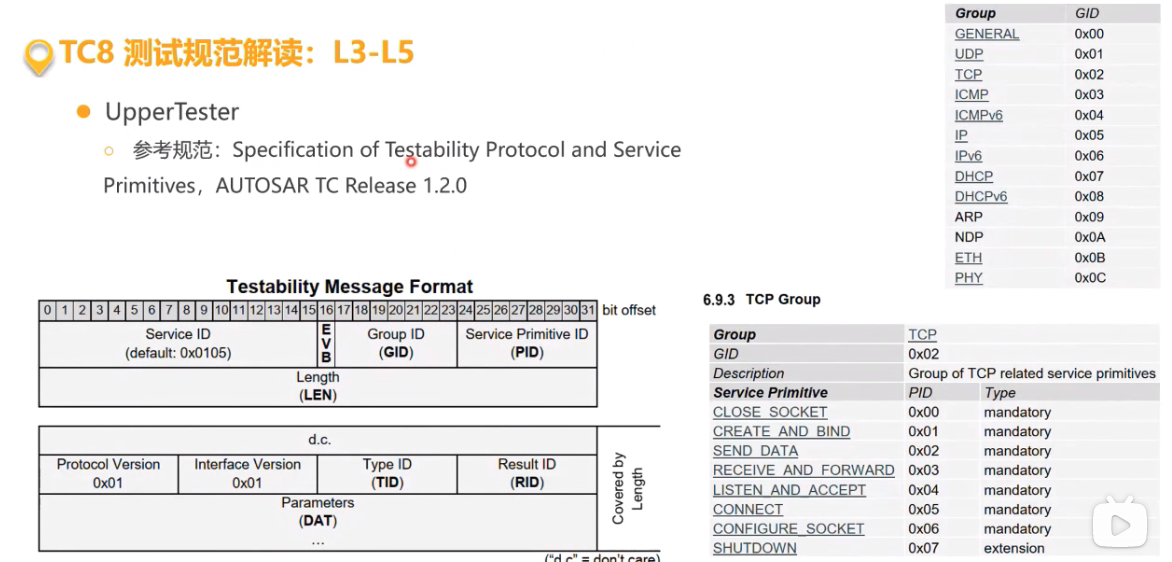 TC8 测试规范解读：L3-L5
UpperTester
参考规范：Specification of Testability Protocol and Service
Primitives，AUTOSAR TC Release 1.2.0
Group GID
GENERAL 0x00
UDP 0x01
TCP 0x02
ICMP 0x03
ICMPv6 0x04
IP 0x05
IPv6 0x06
DHCP 0x07
DHCPv6 0x08
ARP 0x09
NDP 0x0A
ETH 0x0B
PHY 0x0C
Testability Message Format
0 1 2 3 4 5 6 7 8 9 10 11 12 13 14 15 16 17 18 19 20 21 22 23 24 25 26 27 28 29 30 31 bit offset
Service ID
(default: 0x0105)
E
V
B
Group ID
(GID)
Service Primitive ID
(PID)
Length
(LEN)
d.c.
Protocol Version
0x01
Interface Version
0x01
Type ID
(TID)
Result ID
(RID)
Parameters
(DAT)
...
Covered by
Length
("d.c" = don't care)
6.9.3 TCP Group
Group TCP
GID 0x02
Description Group of TCP related service primitives
Service Primitive PID Type
CLOSE_SOCKET 0x00 mandatory
CREATE_AND_BIND 0x01 mandatory
SEND_DATA 0x02 mandatory
RECEIVE_AND_FORWARD 0x03 mandatory
LISTEN_AND_ACCEPT 0x04 mandatory
CONNECT 0x05 mandatory
CONFIGURE_SOCKET 0x06 mandatory
SHUTDOWN 0x07 extension